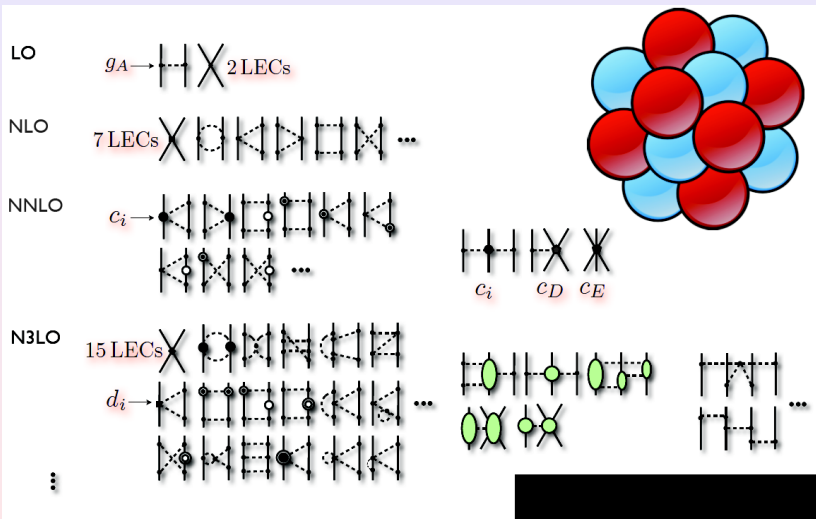 LO
g_A
2 LECs
NLO
7 LECs
...
NNLO
c_i
...
c_i c_D c_E
N3LO
15 LECs
d_i
...
...